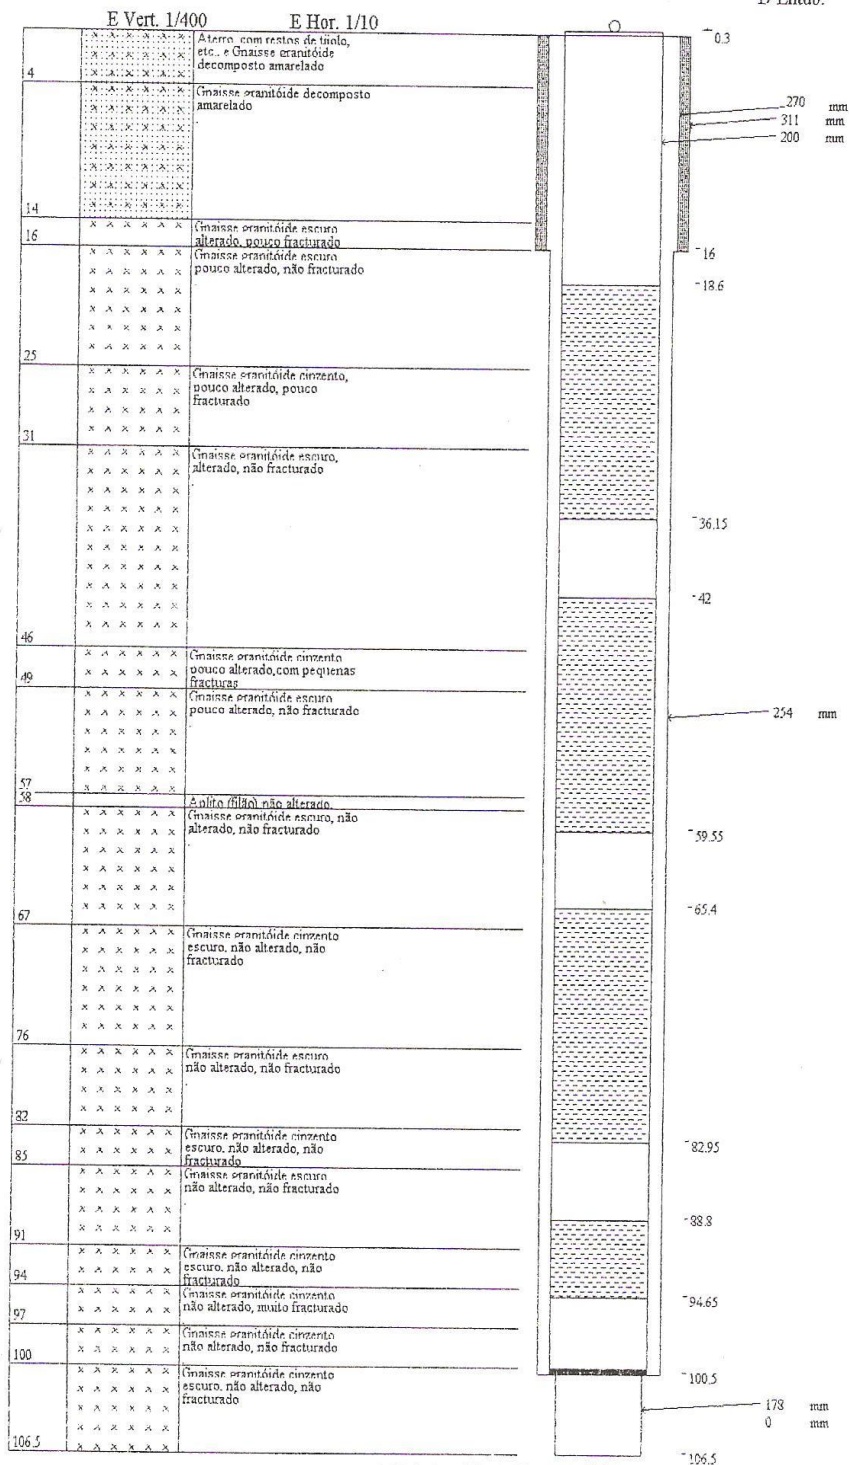 E Vert. 1/400 E Hor. 1/10
0.3
Aterro, com restos de tijolo,
etc.. e Gnaisse granitóide
decomposto amarelado
4
Gnaisse granitóide decomposto
amarelado
270 mm
311 mm
200 mm
14
Gnaisse granitóide escuro
alterado, pouco fracturado
16
16
Gnaisse granitóide escuro
pouco alterado, não fracturado
18.6
25
Gnaisse granitóide cinzento,
pouco alterado, pouco
fracturado
31
Gnaisse granitóide escuro,
alterado, não fracturado
36.15
42
46
Gnaisse granitóide cinzento
pouco alterado,com pequenas
fracturas
49
Gnaisse granitóide escuro
pouco alterado, não fracturado
254 mm
57
58
Aplito (filão) não alterado
Gnaisse granitóide escuro, não
alterado, não fracturado
59.55
65.4
67
Gnaisse granitóide cinzento
escuro, não alterado, não
fracturado
76
Gnaisse granitóide escuro
não alterado, não fracturado
82
Gnaisse granitóide cinzento
escuro, não alterado, não
fracturado
82.95
85
Gnaisse granitóide escuro
não alterado, não fracturado
88.8
91
Gnaisse granitóide cinzento
escuro, não alterado, não
fracturado
94
Gnaisse granitóide cinzento
não alterado, muito fracturado
94.65
97
Gnaisse granitóide cinzento
não alterado, não fracturado
100
Gnaisse granitóide cinzento
escuro, não alterado, não
fracturado
100.5
178 mm
0 mm
106.5
106.5